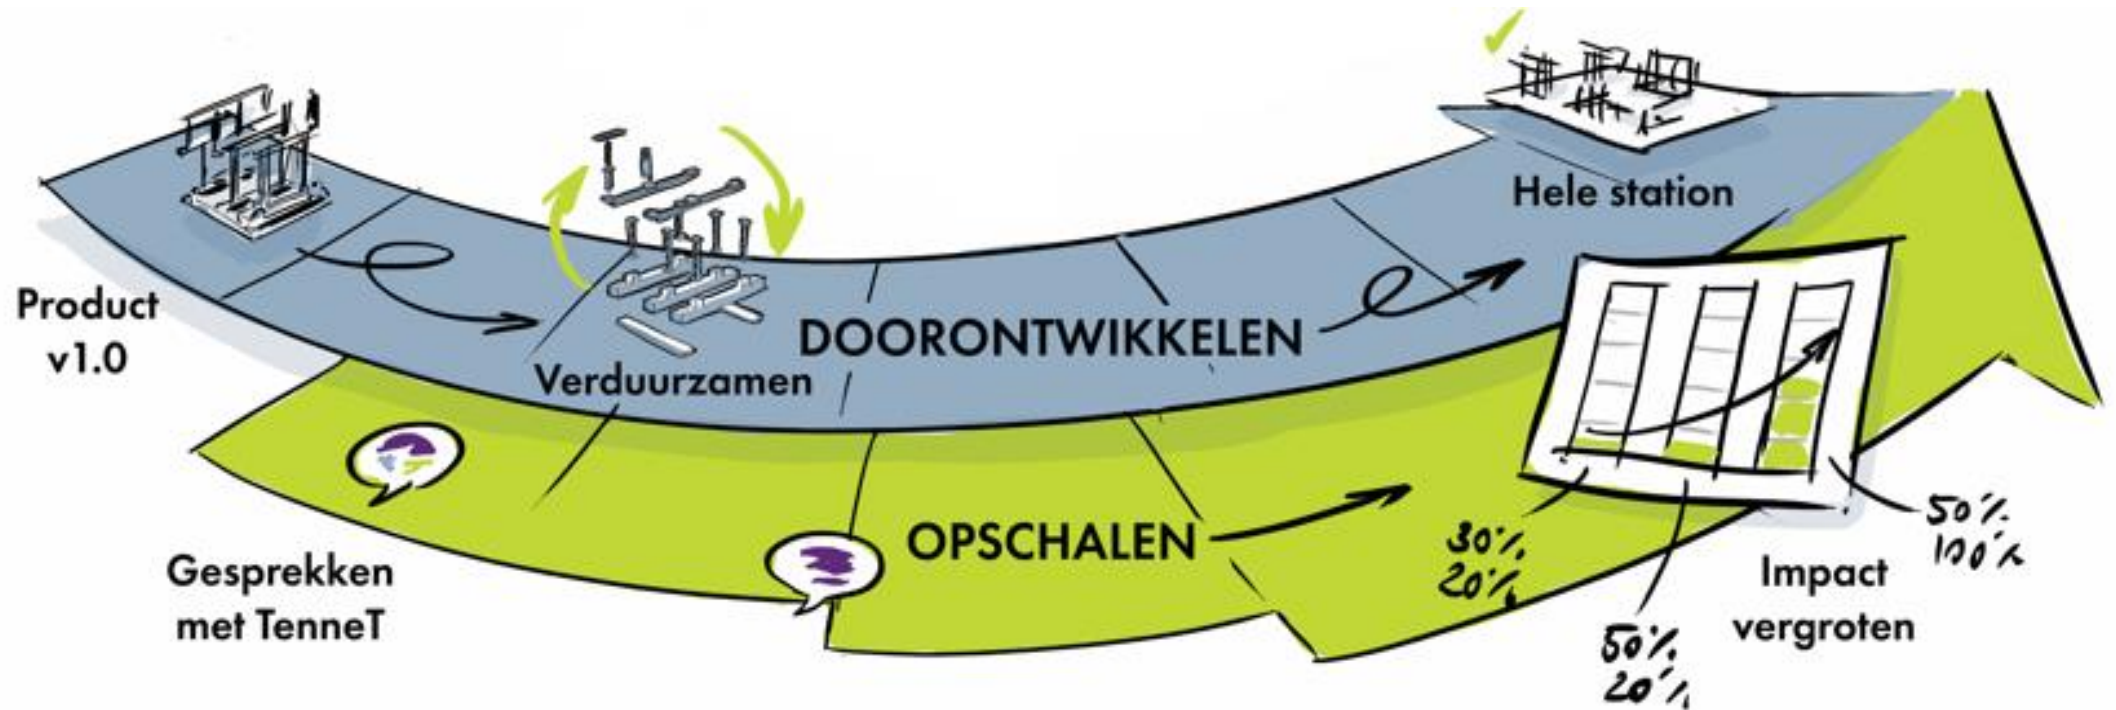 Hele station
Product
v1.0
DOORONTWIKKELEN
Verduurzamen
OPSCHALEN
30%
20%
50%
100%
Gesprekken
met TenneT
Impact
vergroten
50%
20%